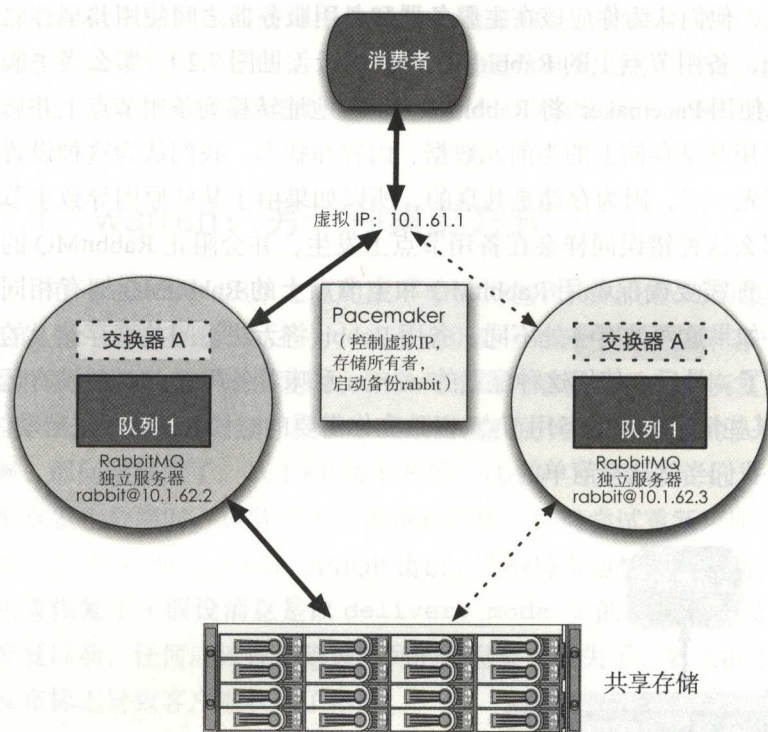 消费者
虚拟 IP：10.1.61.1
Pacemaker
（控制虚拟IP,
存储所有者,
启动备份rabbit）
交换器 A
队列 1
RabbitMQ
独立服务器
rabbit@10.1.62.2
交换器 A
队列 1
RabbitMQ
独立服务器
rabbit@10.1.62.3
共享存储